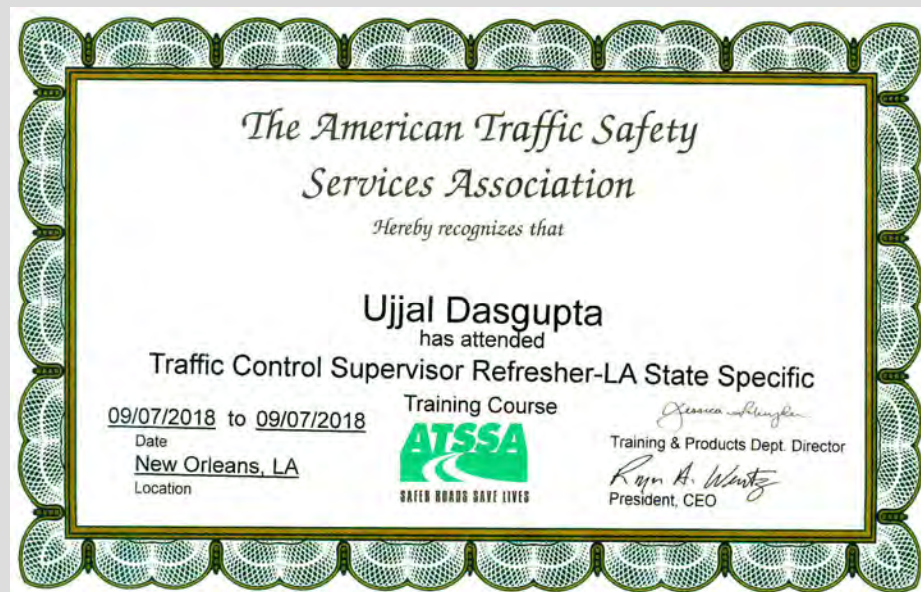 The American Traffic Safety
Services Association
Hereby recognizes that
Ujjal Dasgupta
has attended
Traffic Control Supervisor Refresher-LA State Specific
Training Course
09/07/2018 to 09/07/2018
Date
New Orleans, LA
Location
ATSSA
SAFER ROADS SAVE LIVES
Training & Products Dept. Director
President, CEO